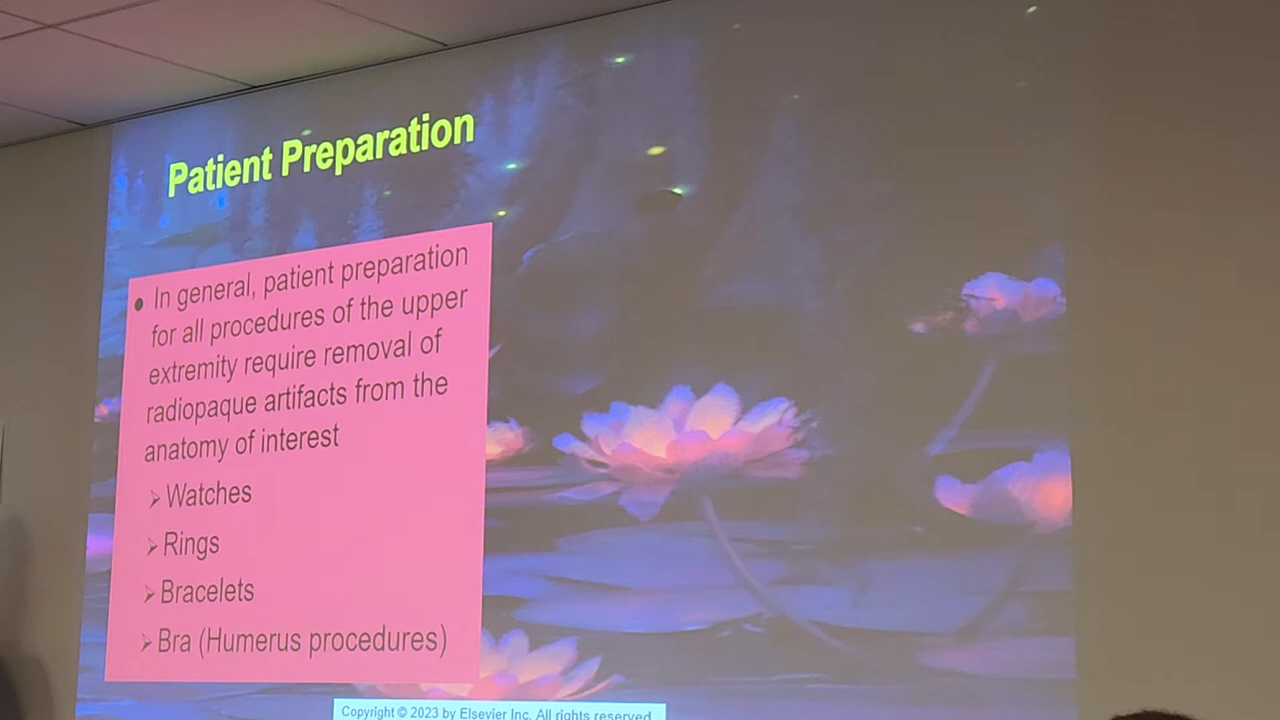 Patient Preparation
• In general, patient preparation
for all procedures of the upper
extremity require removal of
radiopaque artifacts from the
anatomy of interest
➢ Watches
➢ Rings
➢ Bracelets
➢ Bra (Humerus procedures)
Copyright © 2023 by Elsevier Inc. All rights reserved.